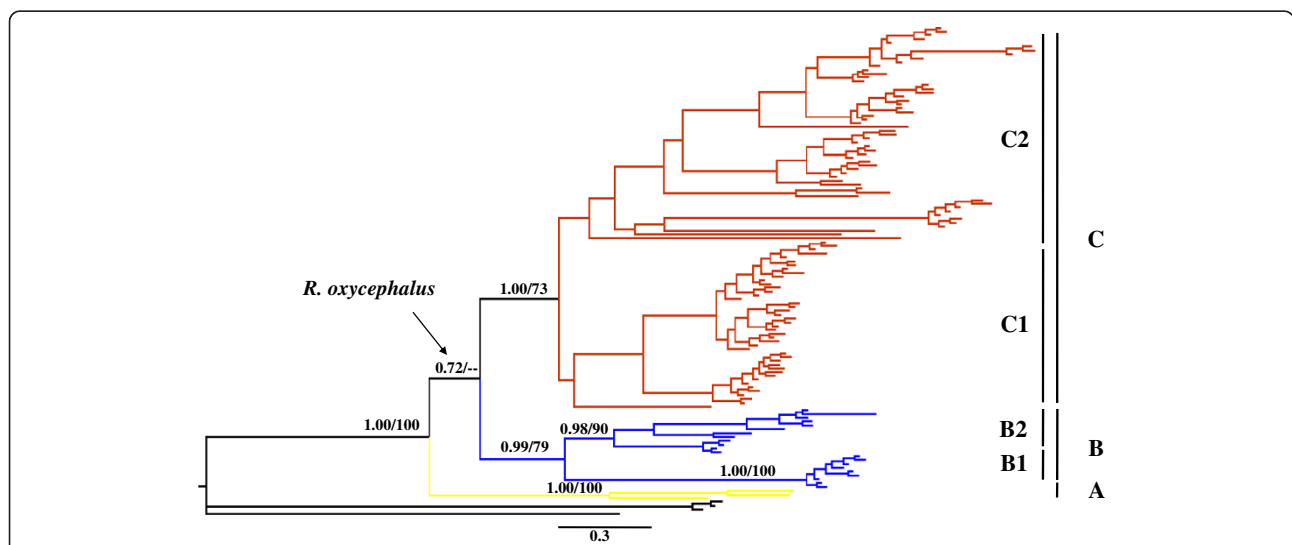 C2
C
R. oxycephalus
1.00/73
C1
0.72/--
1.00/100
0.98/90
B2
0.99/79
B
1.00/100
B1
1.00/100
A
0.3